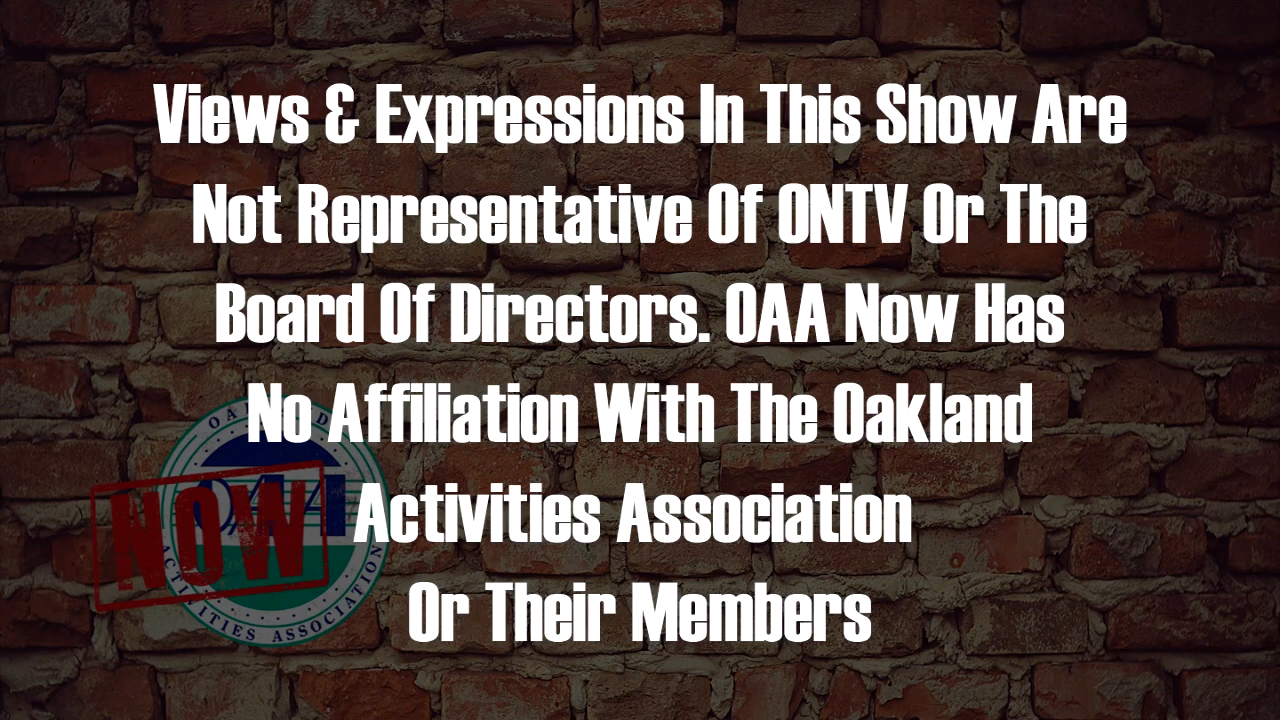 Views & Expressions In This Show Are
Not Representative Of ONTV Or The
Board Of Directors. OAA Now Has
No Affiliation With The Oakland
Activities Association
Or Their Members
OAA
NOW
ACTIVITIES ASSOCIATION